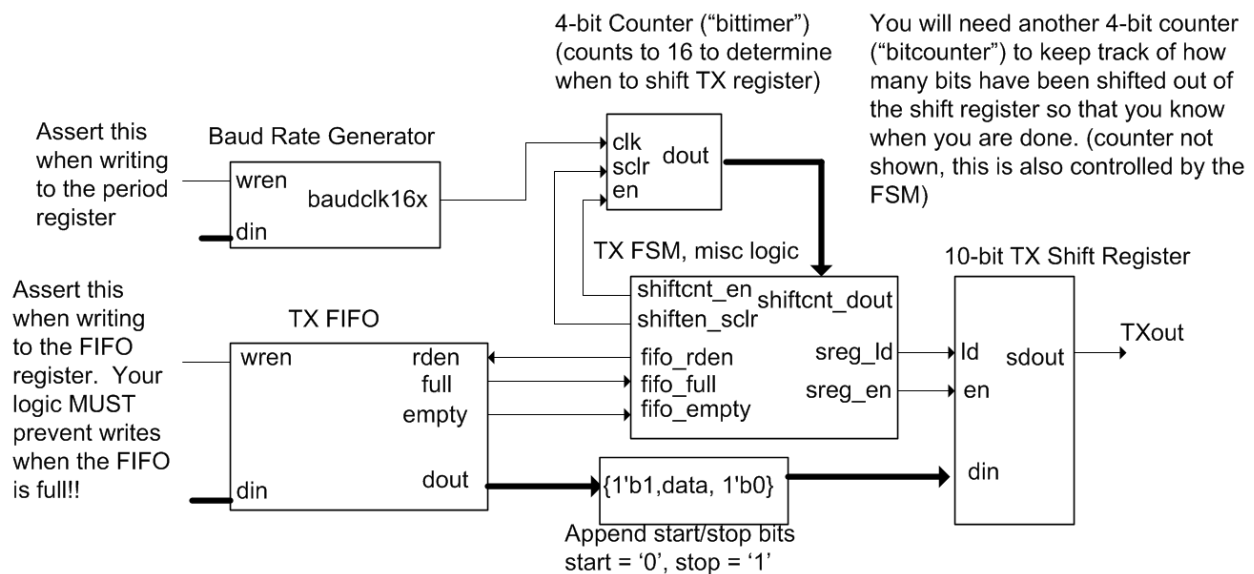 4-bit Counter ("bittimer")
(counts to 16 to determine
when to shift TX register)
You will need another 4-bit counter
("bitcounter") to keep track of how
many bits have been shifted out of
the shift register so that you know
when you are done. (counter not
shown, this is also controlled by the
FSM)
Assert this
when writing
to the period
register
Baud Rate Generator
wren
baudclk16x
din
clk
sclr
en
dout
TX FSM, misc logic
shiftcnt_en
shiften_sclr
shiftcnt_dout
fifo_rden
fifo_full
fifo_empty
sreg_ld
sreg_en
10-bit TX Shift Register
ld
en
sdout
din
TXout
Assert this
when writing
to the FIFO
register. Your
logic MUST
prevent writes
when the FIFO
is full!!
TX FIFO
wren
rden
full
empty
dout
din
{1'b1,data, 1'b0}
Append start/stop bits
start = '0', stop = '1'